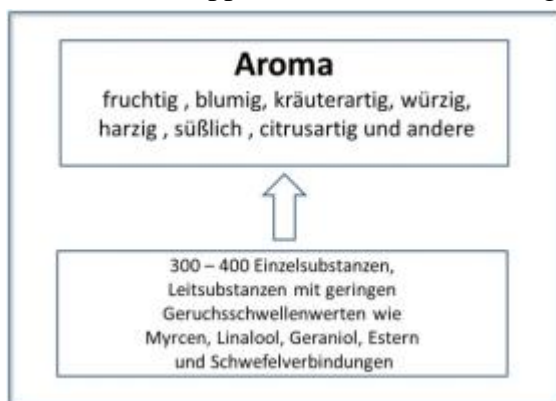 Aroma
fruchtig , blumig, kräuterartig, würzig,
harzig , süßlich , citrusartig und andere
300 – 400 Einzelsubstanzen,
Leitsubstanzen mit geringen
Geruchsschwellenwerten wie
Myrcen, Linalool, Geraniol, Estern
und Schwefelverbindungen